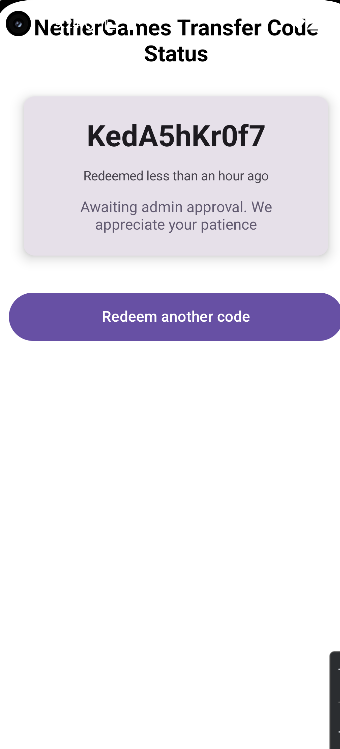 NetherGames Transfer Code
Status
KedA5hKr0f7
Redeemed less than an hour ago
Awaiting admin approval. We
appreciate your patience
Redeem another code